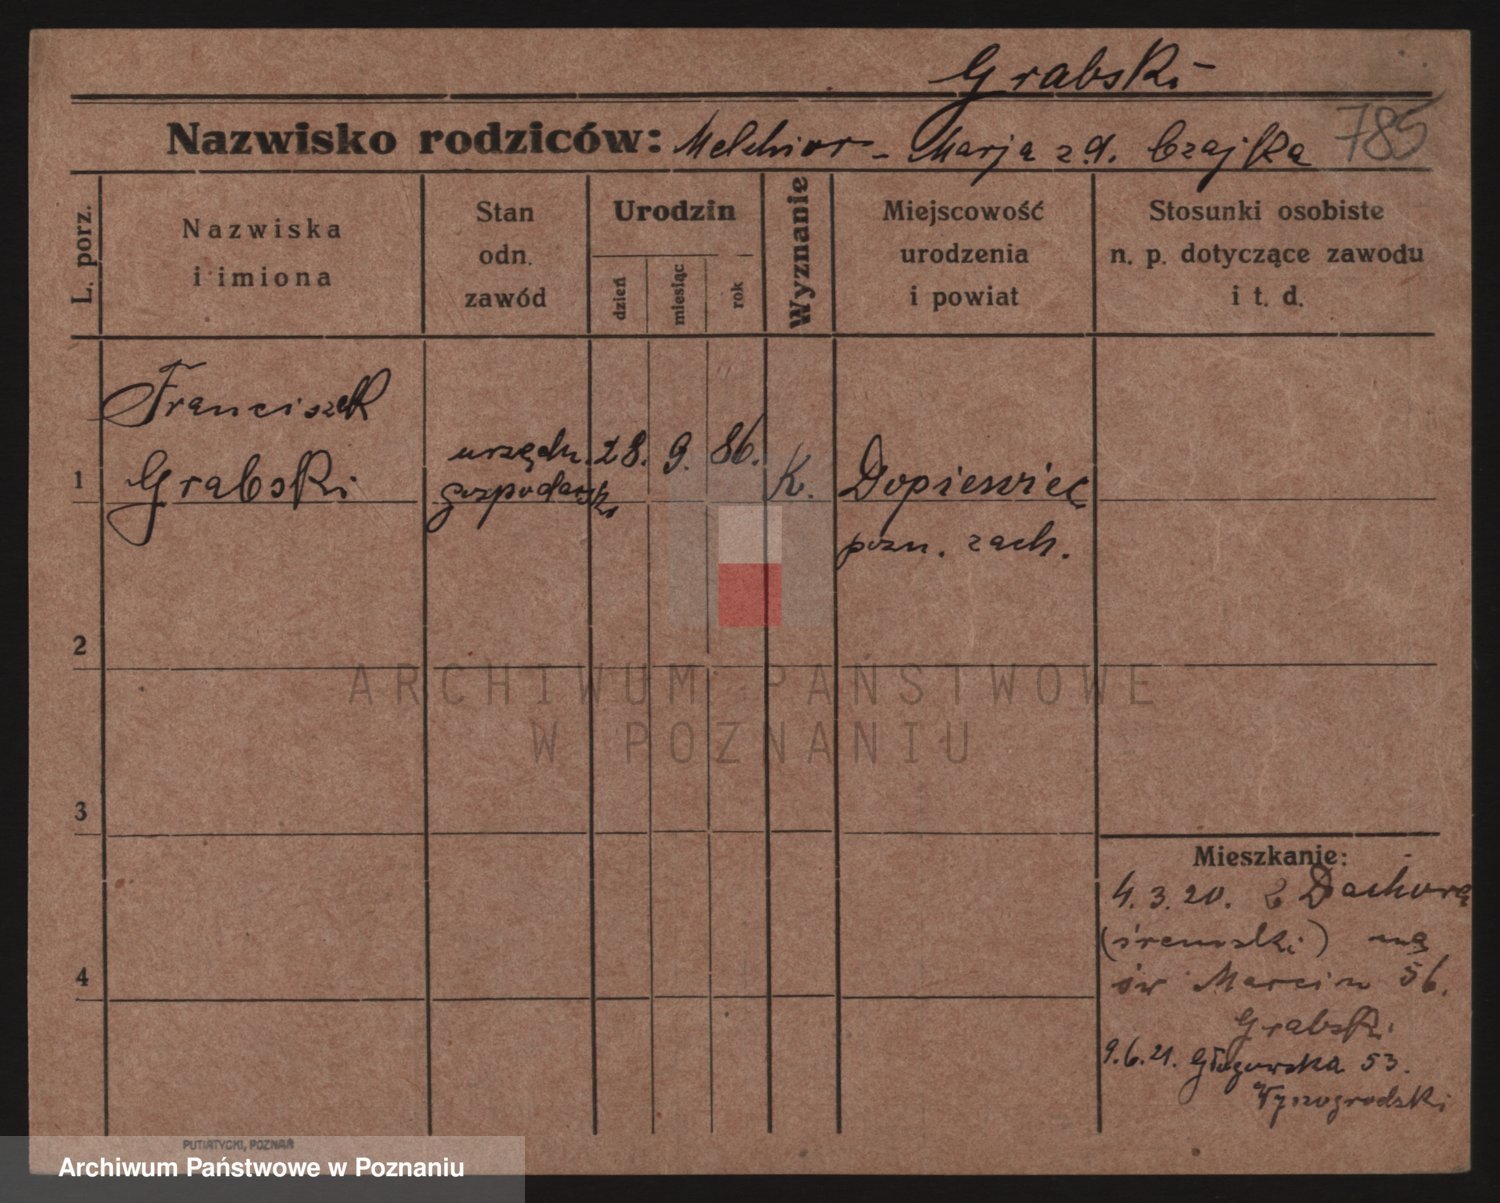 Grabski
Nazwisko rodziców: Melchior - Marja z d. Czajka 785
L. porz.
Nazwiska
i imiona
Stan
odn.
zawód
Urodzin
dzień
miesiąc
rok
Wyznanie
Miejscowość
urodzenia
i powiat
Stosunki osobiste
n. p. dotyczące zawodu
i t. d.
1
Franciszek
Grabski
urzędn.
gospodarski
28. 9. 86.
K.
Dopiewiec
pozn. zach.
2
3
4
Mieszkanie:
4. 3. 20. z Dachowa
(śremski) na
św Marcin 56.
Grabski
9. 6. 21. Głogowska 53.
Wynogrodzki
PUTIATYCKI, POZNAŃ
ARCHIWUM PAŃSTWOWE
W POZNANIU
Archiwum Państwowe w Poznaniu